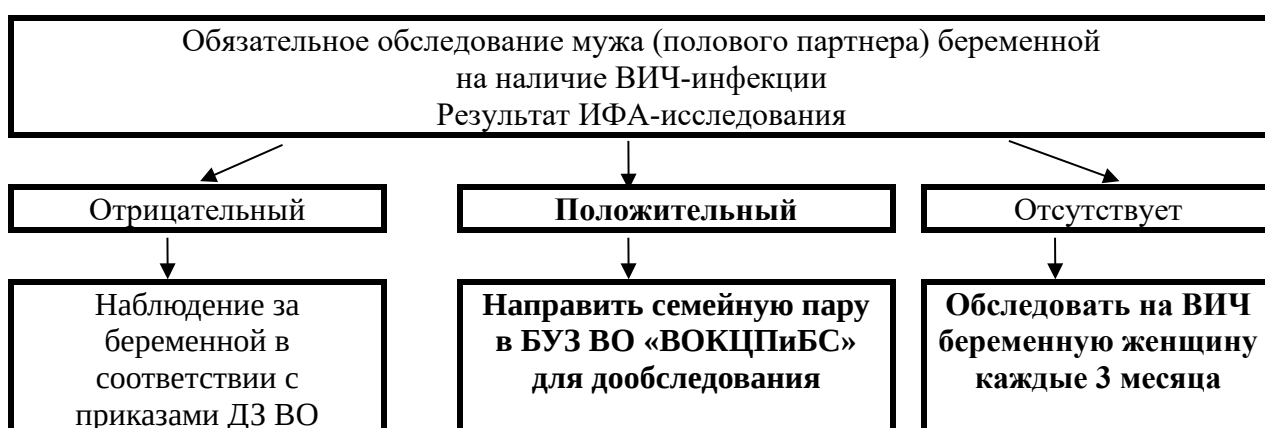 Обязательное обследование мужа (полового партнера) беременной
на наличие ВИЧ-инфекции
Результат ИФА-исследования
Отрицательный
Положительный
Отсутствует
Наблюдение за
беременной в
соответствии с
приказами ДЗ ВО
Направить семейную пару
в БУЗ ВО «ВОКЦПиБС»
для дообследования
Обследовать на ВИЧ
беременную женщину
каждые 3 месяца